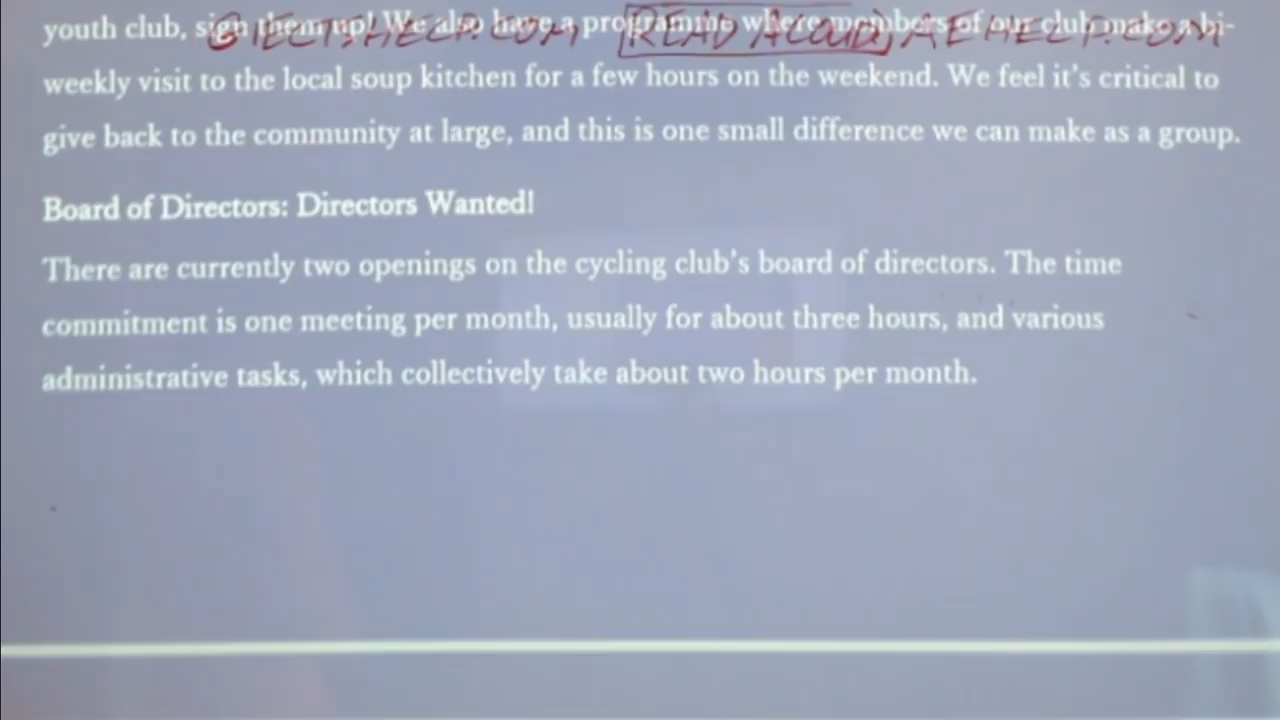 youth club, sign them up! We also have a programme where members of our club make a bi-
GIELTSHELP.COM READ ALOUD AEHELP.COM
weekly visit to the local soup kitchen for a few hours on the weekend. We feel it's critical to
give back to the community at large, and this is one small difference we can make as a group.
Board of Directors: Directors Wanted!
There are currently two openings on the cycling club's board of directors. The time
commitment is one meeting per month, usually for about three hours, and various
administrative tasks, which collectively take about two hours per month.